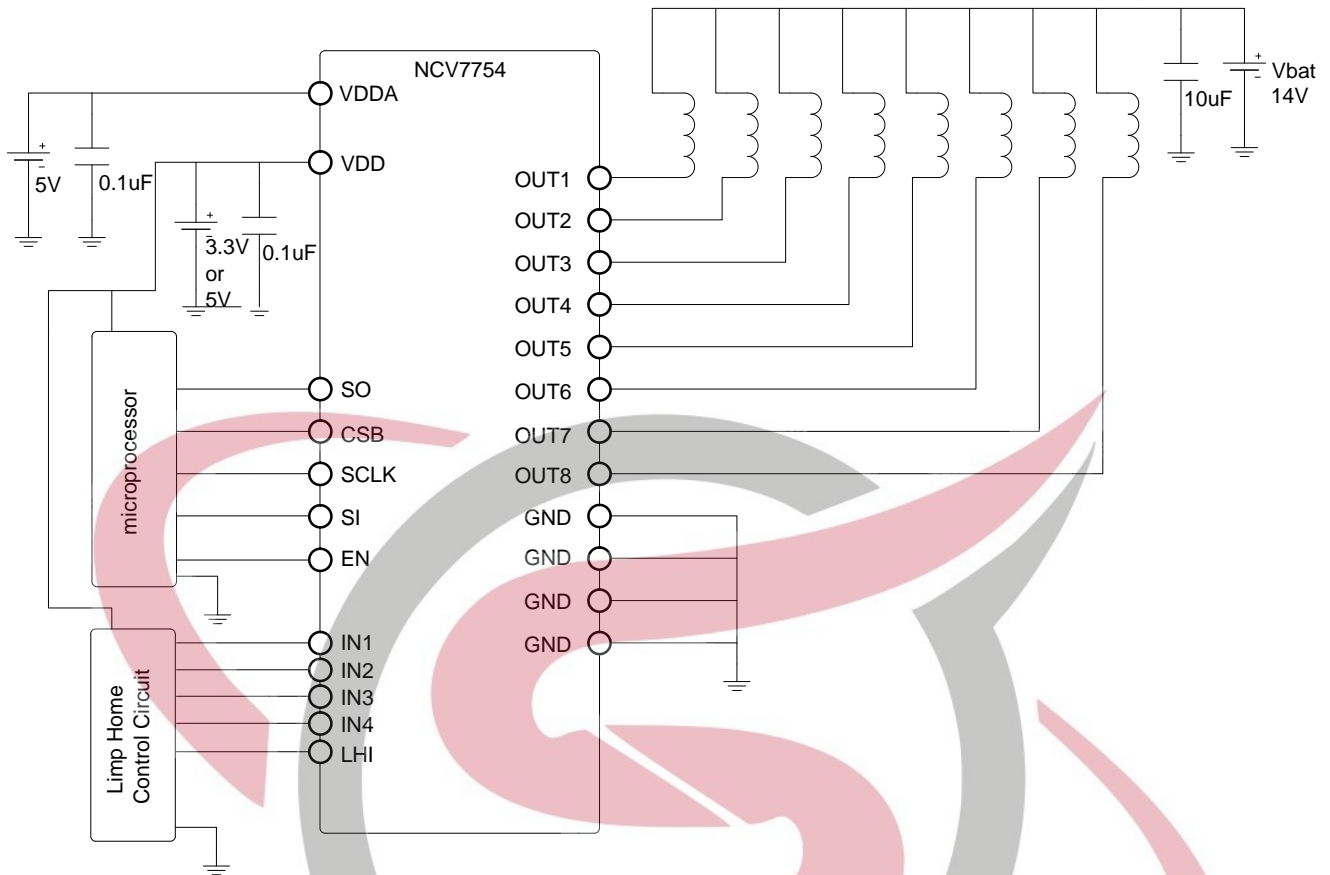 NCV7754
VDDA
VDD
SO
CSB
SCLK
SI
EN
IN1
IN2
IN3
IN4
LHI
OUT1
OUT2
OUT3
OUT4
OUT5
OUT6
OUT7
OUT8
GND
GND
GND
GND
+
-
5V
0.1uF
+
-
3.3V
or
5V
0.1uF
microprocessor
Limp Home
Control Circuit
10uF
+
-
Vbat
14V